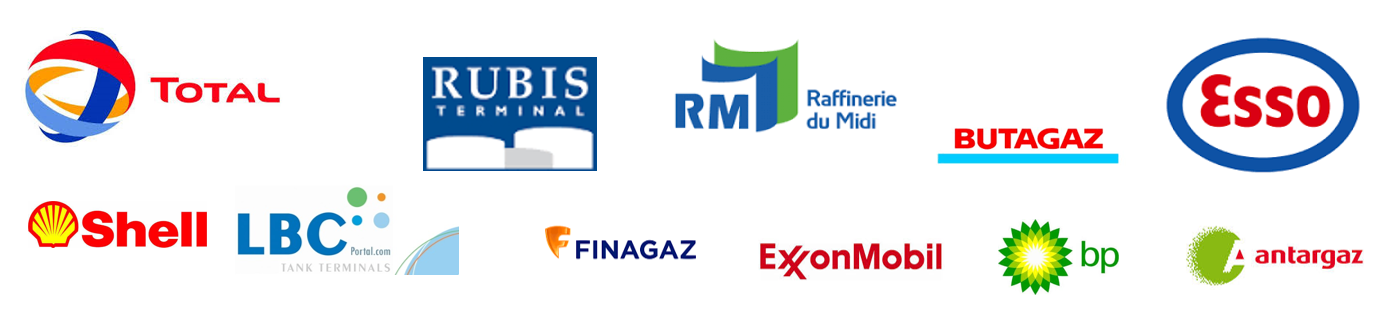 TOTAL
RUBIS
TERMINAL
RM
Raffinerie
du Midi
BUTAGAZ
Esso
Shell
LBC
Portal.com
TANK TERMINALS
FINAGAZ
ExxonMobil
bp
A antargaz